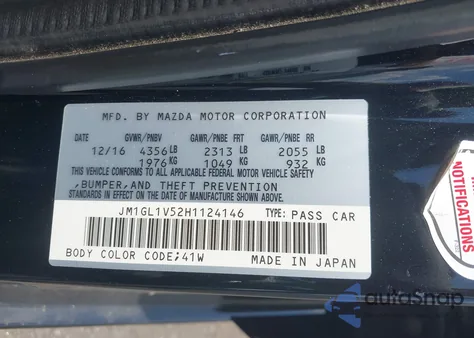 MFD. BY MAZDA MOTOR CORPORATION
GVWR/PNBV GAWR/PNBE FRT GAWR/PNBE RR
12/16 4356 LB 2313 LB 2055 LB
1976 KG 1049 KG 932 KG
THIS VEHICLE CONFORMS TO ALL APPLICABLE FEDERAL MOTOR VEHICLE SAFETY
,BUMPER,AND THEFT PREVENTION
STANDARDS IN EFFECT ON THE DATE OF MANUFACTURE SHOWN ABOVE.
JM1GL1V52H1124146 TYPE: PASS CAR
BODY COLOR CODE;41W MADE IN JAPAN
NOTIFICATIONS
autoSnap